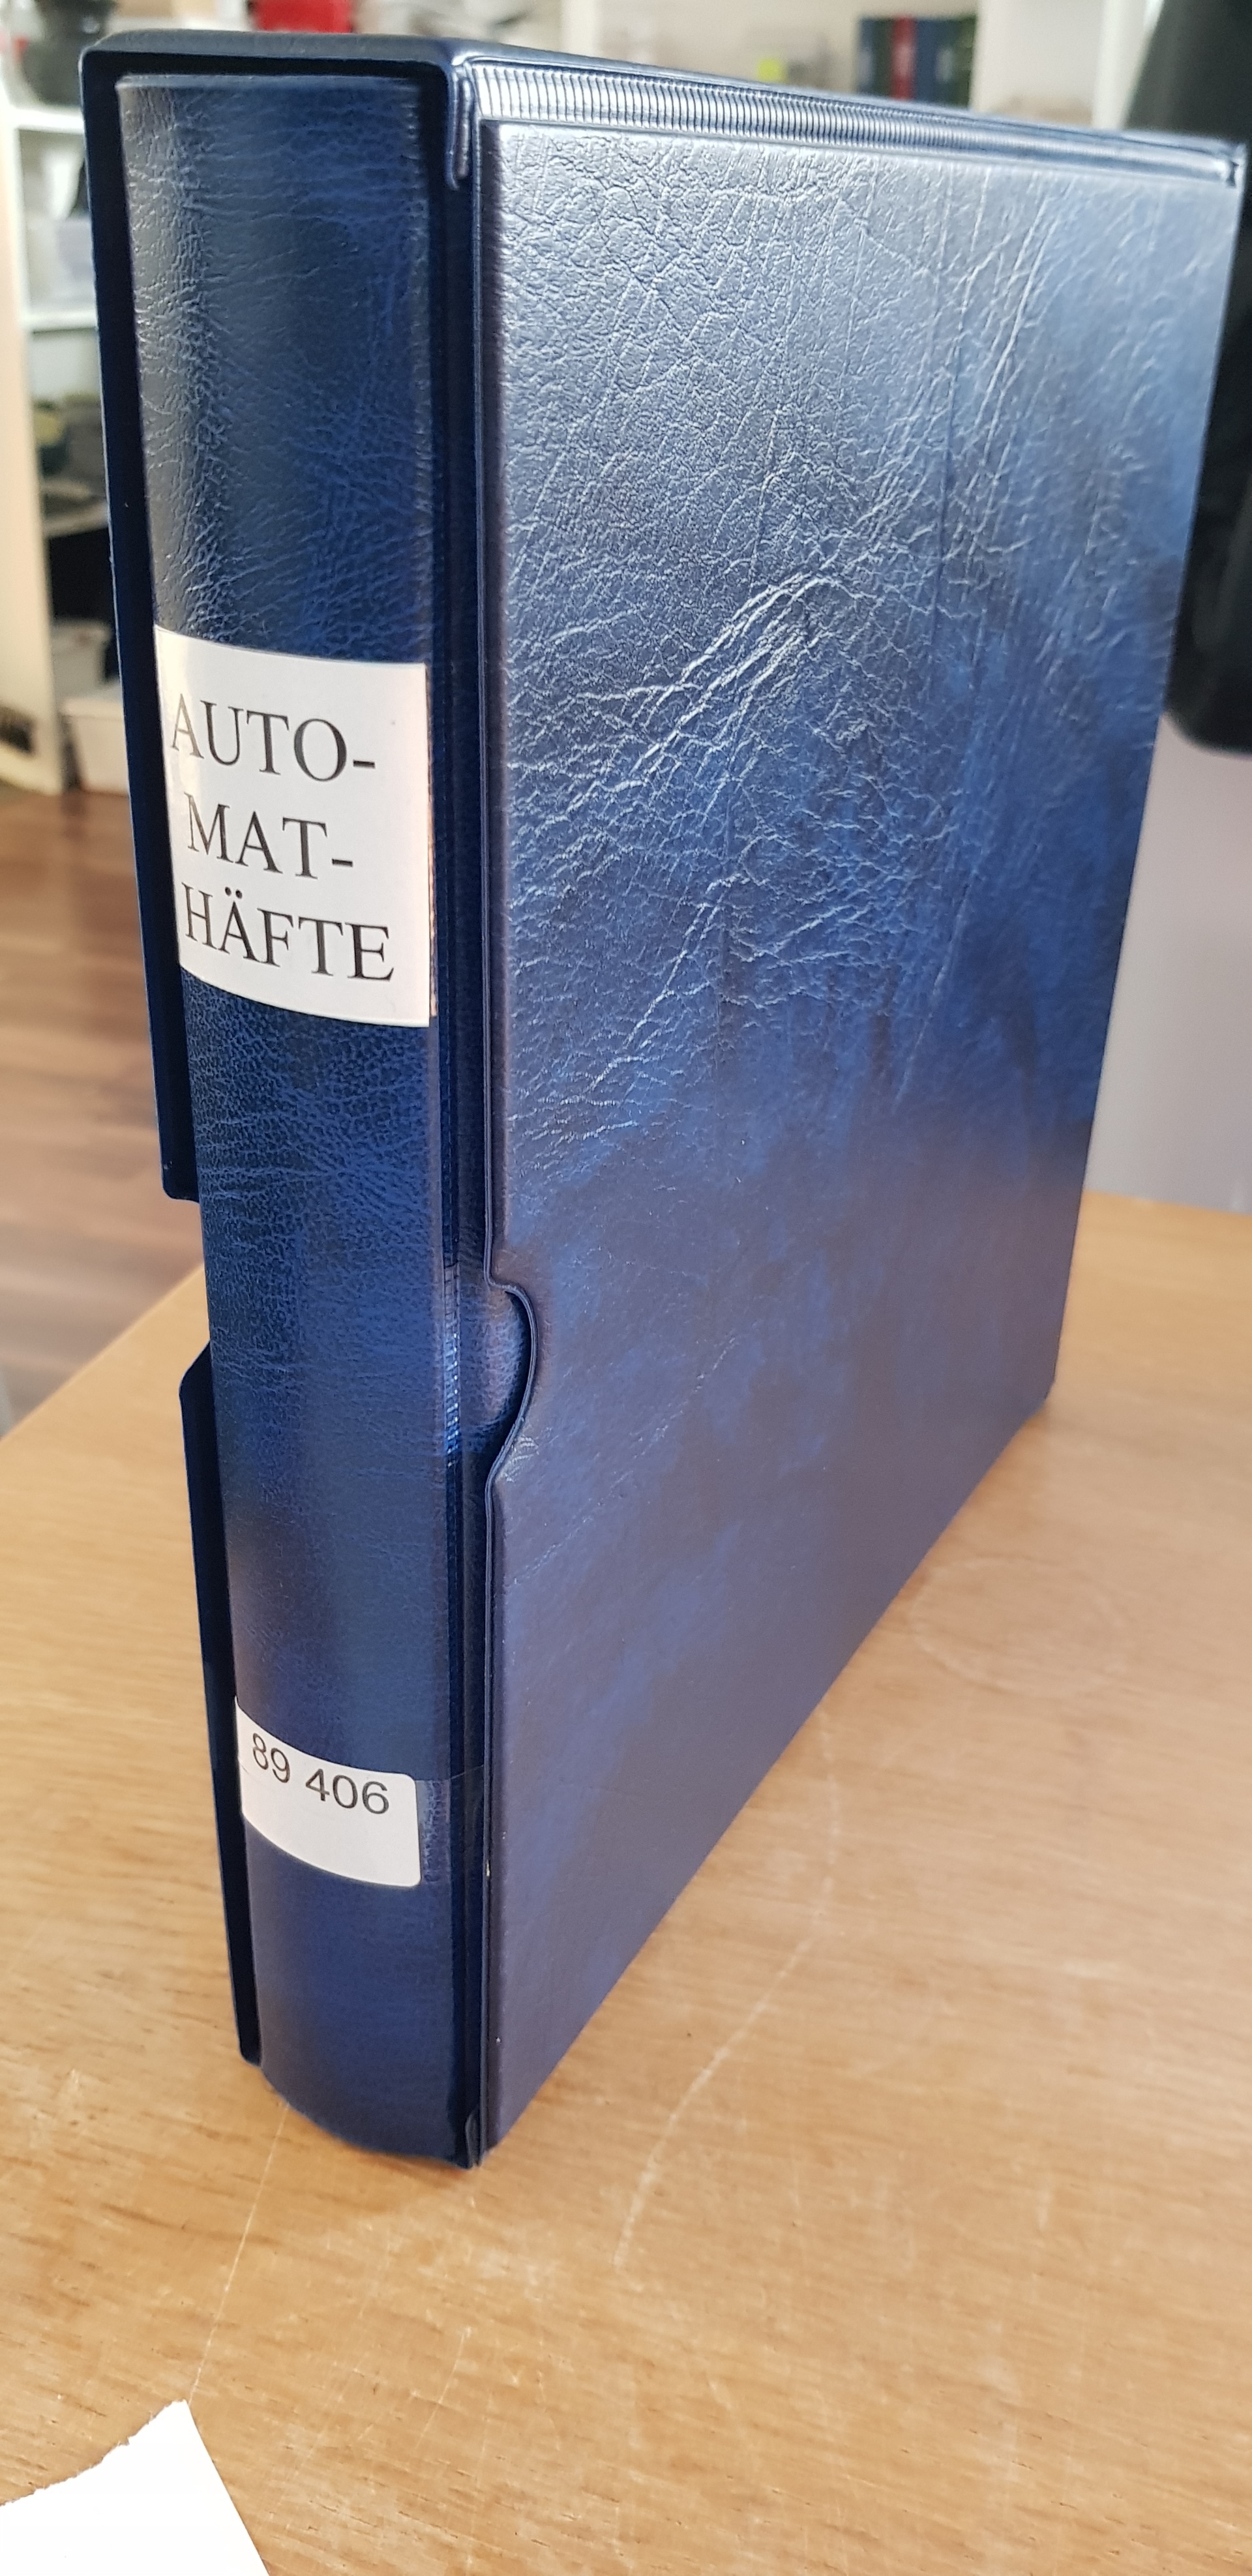 AUTO-
MAT-
HÄFTE
89 406